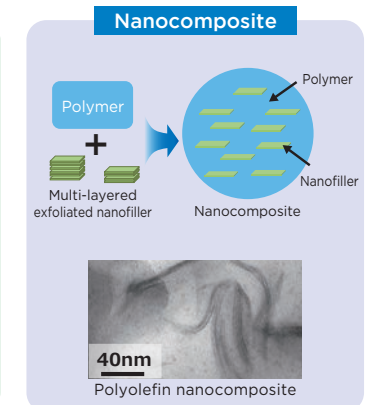 Nanocomposite
Polymer
Polymer
+
Multi-layered
exfoliated nanofiller
Nanofiller
Nanocomposite
40nm
Polyolefin nanocomposite